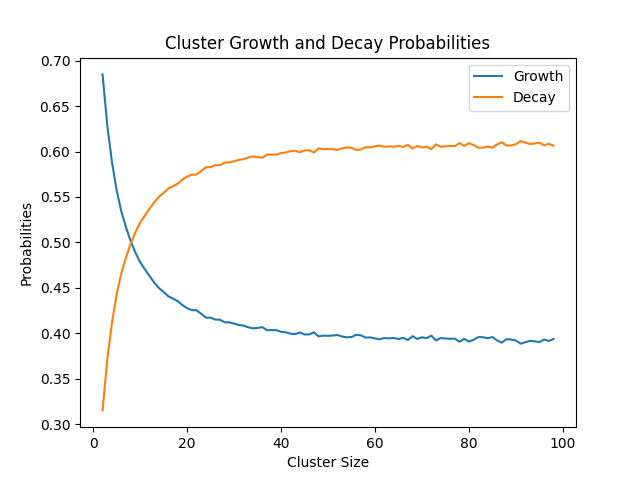 Cluster Growth and Decay Probabilities
0.70
0.65
0.60
0.55
0.50
0.45
0.40
0.35
0.30
Probabilities
Growth
Decay
0 20 40 60 80 100
Cluster Size